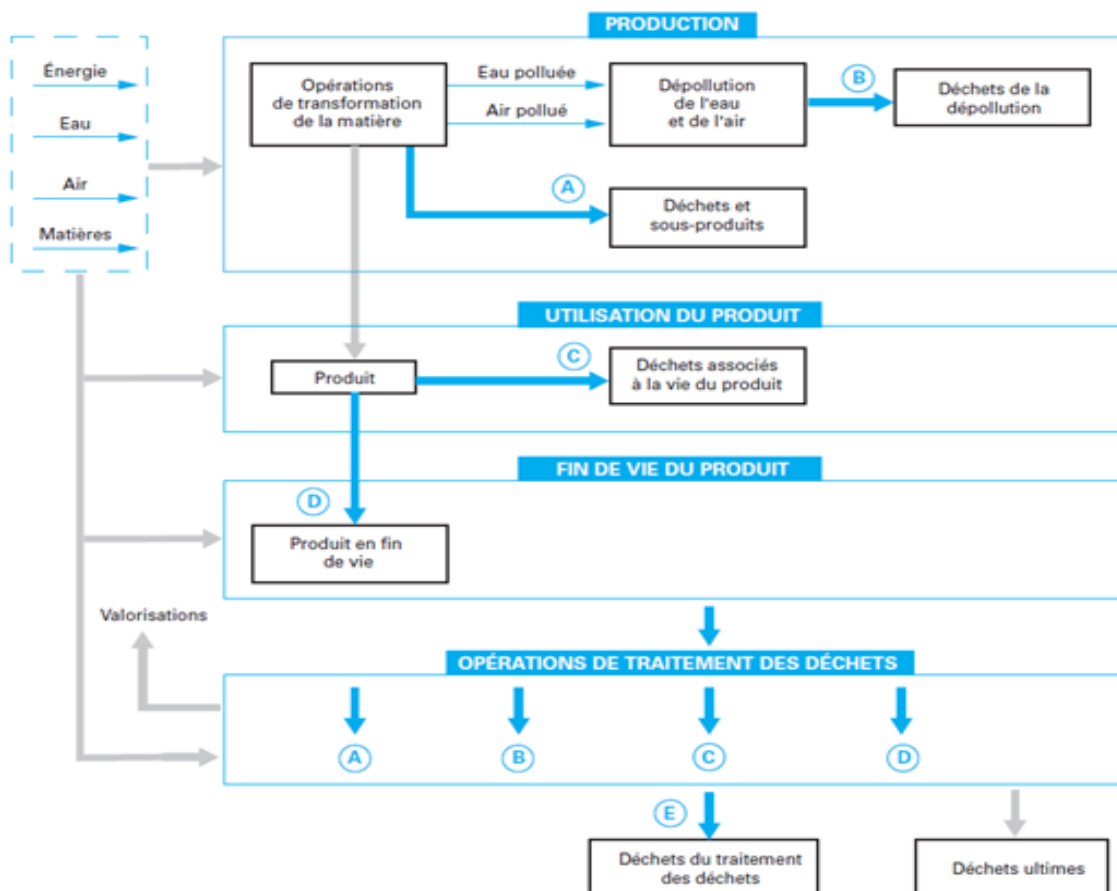 PRODUCTION
Énergie
Eau
Air
Matières
Opérations
de transformation
de la matière
Eau polluée
Air pollué
Dépollution
de l'eau
et de l'air
B
Déchets de la
dépollution
A
Déchets et
sous-produits
UTILISATION DU PRODUIT
Produit
C
Déchets associés
à la vie du produit
FIN DE VIE DU PRODUIT
D
Produit en fin
de vie
Valorisations
OPÉRATIONS DE TRAITEMENT DES DÉCHETS
A
B
C
D
E
Déchets du traitement
des déchets
Déchets ultimes